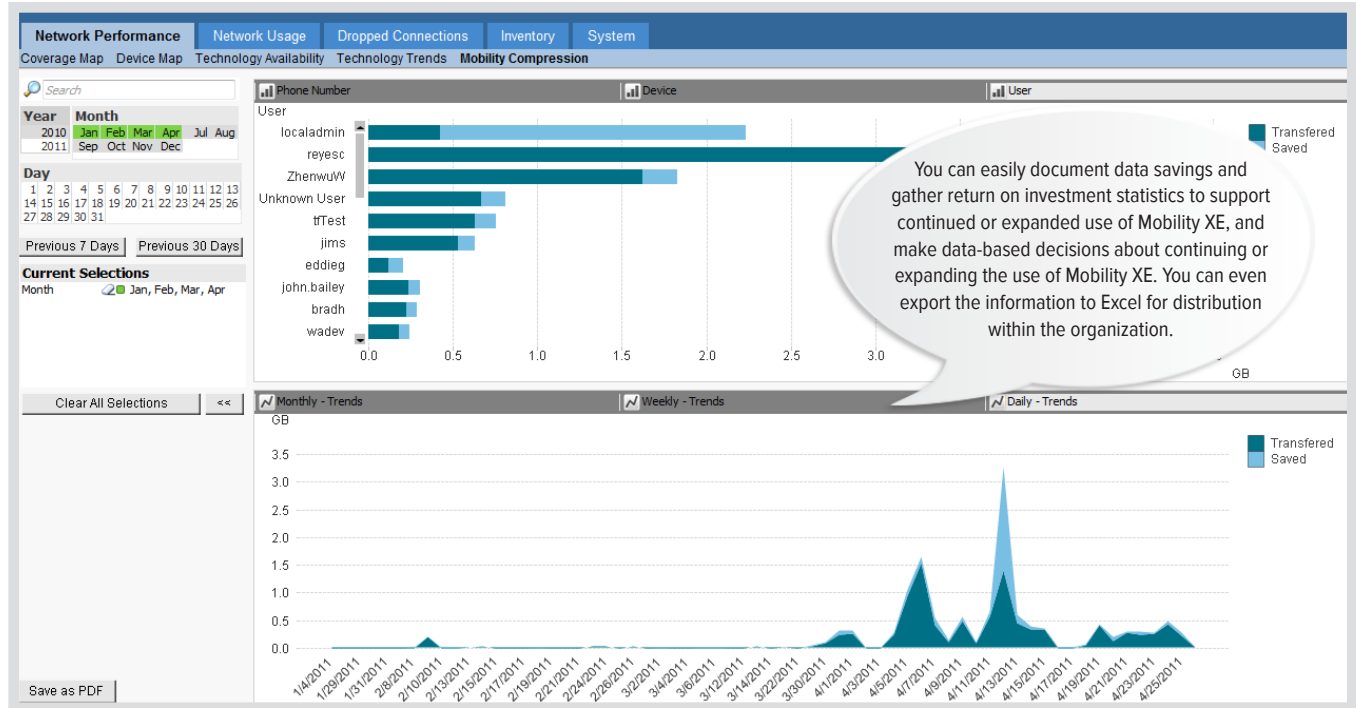 Network Performance Network Usage Dropped Connections Inventory System
Coverage Map Device Map Technology Availability Technology Trends Mobility Compression
Search
Year Month
2010 Jan Feb Mar Apr Jul Aug
2011 Sep Oct Nov Dec
Day
1 2 3 4 5 6 7 8 9 10 11 12 13
14 15 16 17 18 19 20 21 22 23 24 25 26
27 28 29 30 31
Previous 7 Days Previous 30 Days
Current Selections
Month Jan, Feb, Mar, Apr
Clear All Selections <<
Save as PDF
Phone Number Device User
User
localadmin
reyesc
ZhenwuW
Unknown User
tfTest
jims
eddieg
john.bailey
bradh
wadev
0.0 0.5 1.0 1.5 2.0 2.5 3.0
GB
Transfered
Saved
You can easily document data savings and
gather return on investment statistics to support
continued or expanded use of Mobility XE, and
make data-based decisions about continuing or
expanding the use of Mobility XE. You can even
export the information to Excel for distribution
within the organization.
Monthly - Trends Weekly - Trends Daily - Trends
GB
3.5
3.0
2.5
2.0
1.5
1.0
0.5
0.0
1/4/2011 1/29/2011 1/31/2011 2/8/2011 2/10/2011 2/13/2011 2/15/2011 2/17/2011 2/19/2011 2/21/2011 2/24/2011 2/26/2011 3/2/2011 3/4/2011 3/6/2011 3/12/2011 3/14/2011 3/22/2011 3/30/2011 4/1/2011 4/3/2011 4/5/2011 4/7/2011 4/9/2011 4/11/2011 4/13/2011 4/15/2011 4/17/2011 4/19/2011 4/21/2011 4/23/2011 4/25/2011
Transfered
Saved